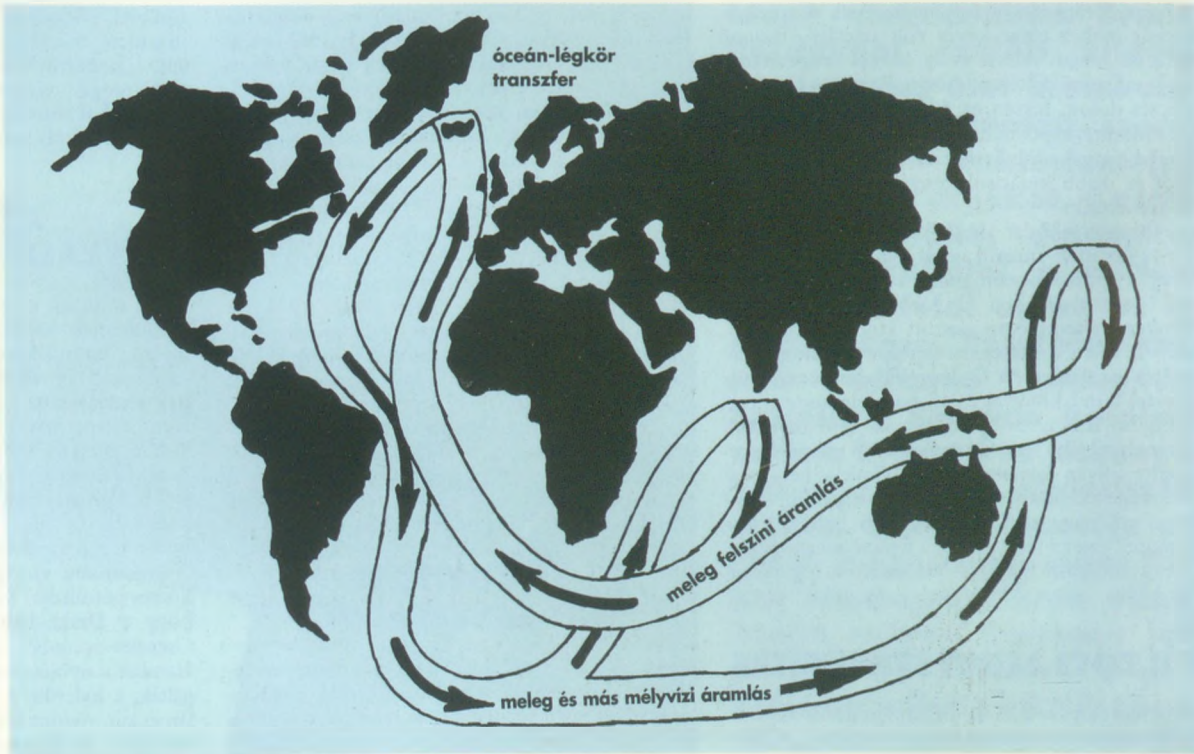 óceán-légkör
transzfer
meleg felszíni áramlás
meleg és más mélyvízi áramlás